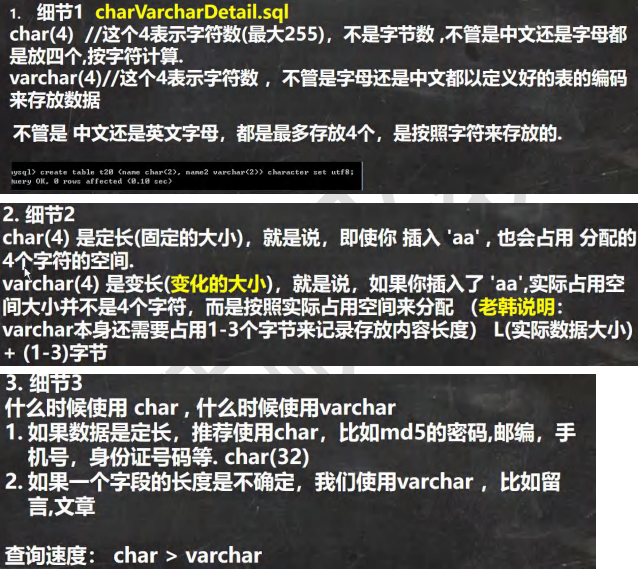 1. 细节1 charVarcharDetail.sql
char(4) //这个4表示字符数(最大255)，不是字节数 ,不管是中文还是字母都
是放四个,按字符计算.
varchar(4)//这个4表示字符数 ，不管是字母还是中文都以定义好的表的编码
来存放数据
不管是 中文还是英文字母，都是最多存放4个，是按照字符来存放的.
mysql> create table t20 (name char(2), name2 varchar(2)) character set utf8;
Query OK, 0 rows affected (0.10 sec)
2. 细节2
char(4) 是定长(固定的大小)，就是说，即使你 插入 'aa' , 也会占用 分配的
4个字符的空间.
varchar(4) 是变长(变化的大小)，就是说，如果你插入了 'aa',实际占用空
间大小并不是4个字符，而是按照实际占用空间来分配 （老韩说明：
varchar本身还需要占用1-3个字节来记录存放内容长度） L(实际数据大小)
+ (1-3)字节
3. 细节3
什么时候使用 char , 什么时候使用varchar
1. 如果数据是定长，推荐使用char，比如md5的密码,邮编，手
机号，身份证号码等. char(32)
2. 如果一个字段的长度是不确定，我们使用varchar ，比如留
言,文章
查询速度： char > varchar